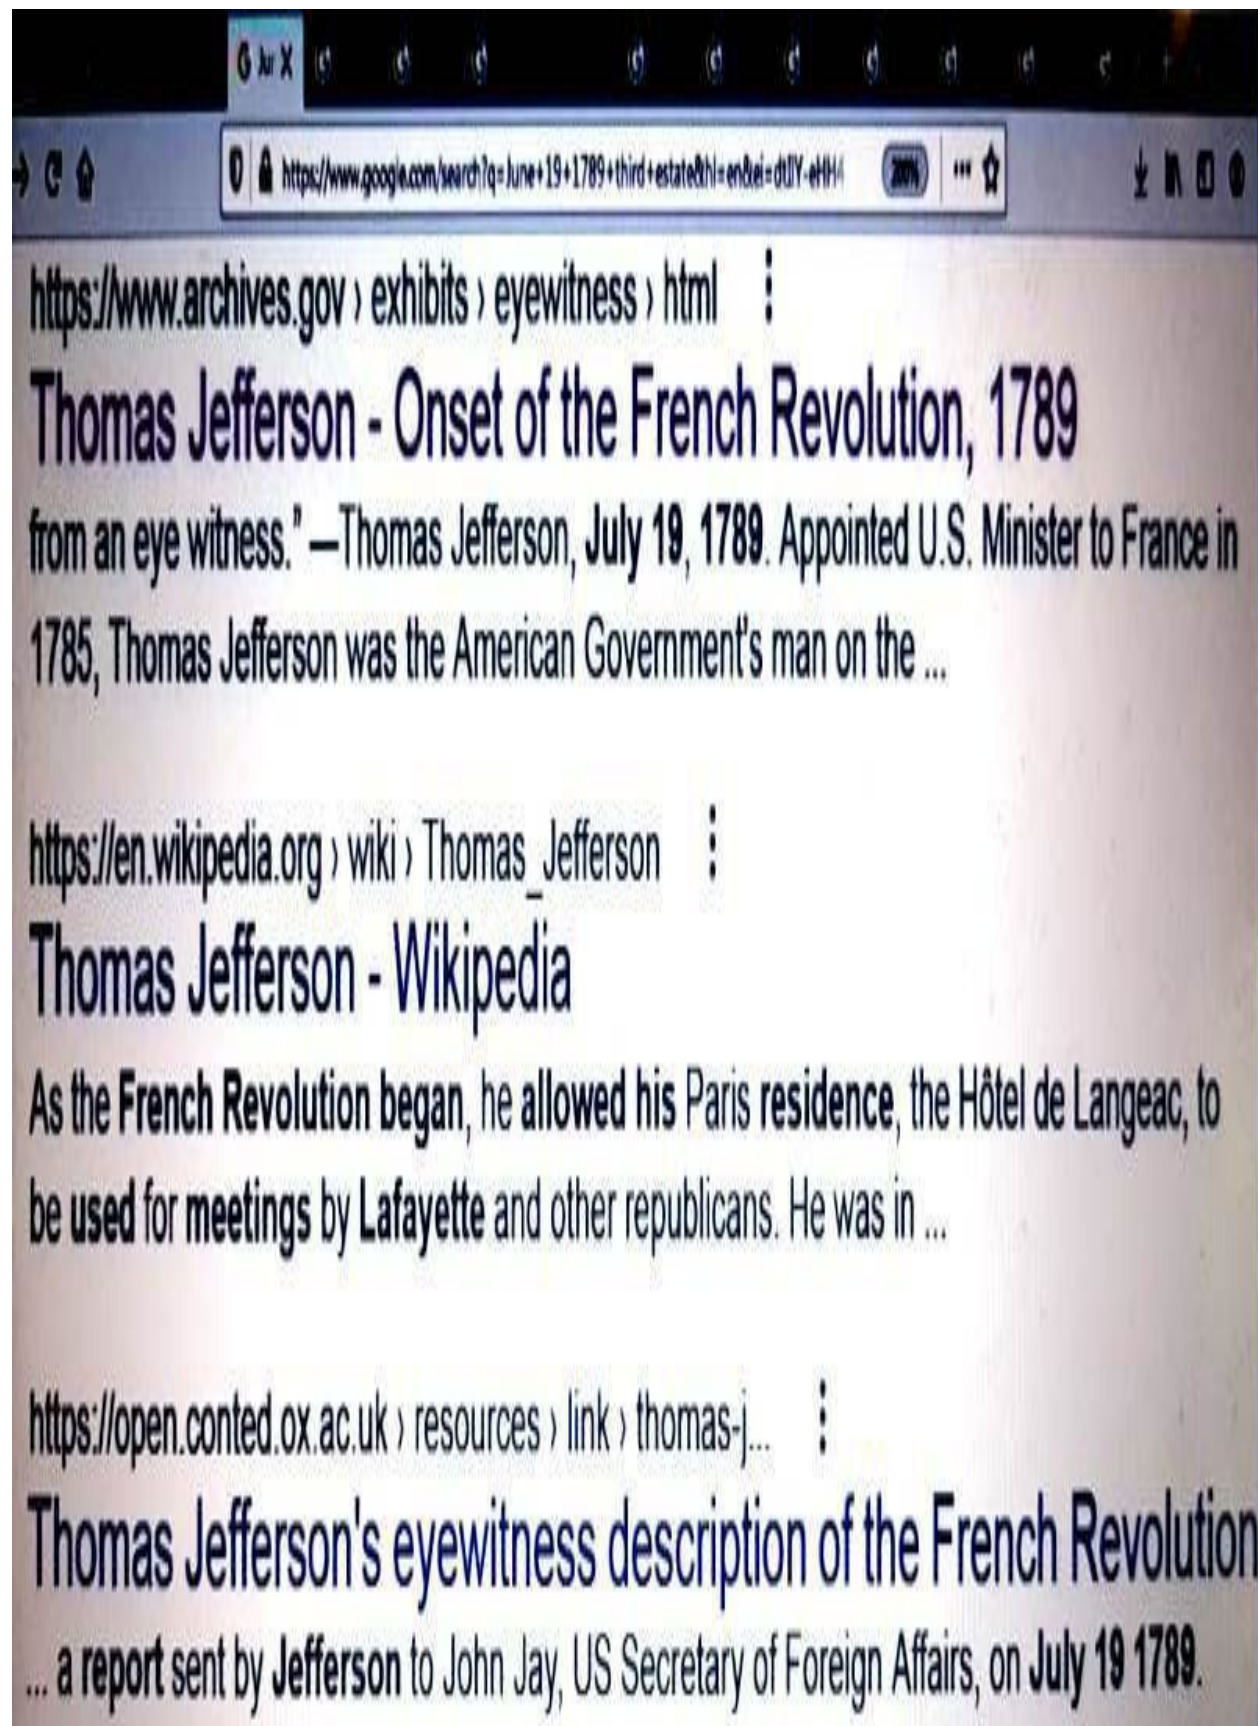 https://www.google.com/search?q=June+19+1789+third+estate&hl=en&ei=
200%
https://www.archives.gov › exhibits › eyewitness › html
Thomas Jefferson - Onset of the French Revolution, 1789
from an eye witness." —Thomas Jefferson, July 19, 1789. Appointed U.S. Minister to France in
1785, Thomas Jefferson was the American Government's man on the ...
https://en.wikipedia.org › wiki › Thomas_Jefferson
Thomas Jefferson - Wikipedia
As the French Revolution began, he allowed his Paris residence, the Hôtel de Langeac, to
be used for meetings by Lafayette and other republicans. He was in ...
https://open.conted.ox.ac.uk › resources › link › thomas-j...
Thomas Jefferson's eyewitness description of the French Revolution
... a report sent by Jefferson to John Jay, US Secretary of Foreign Affairs, on July 19 1789.